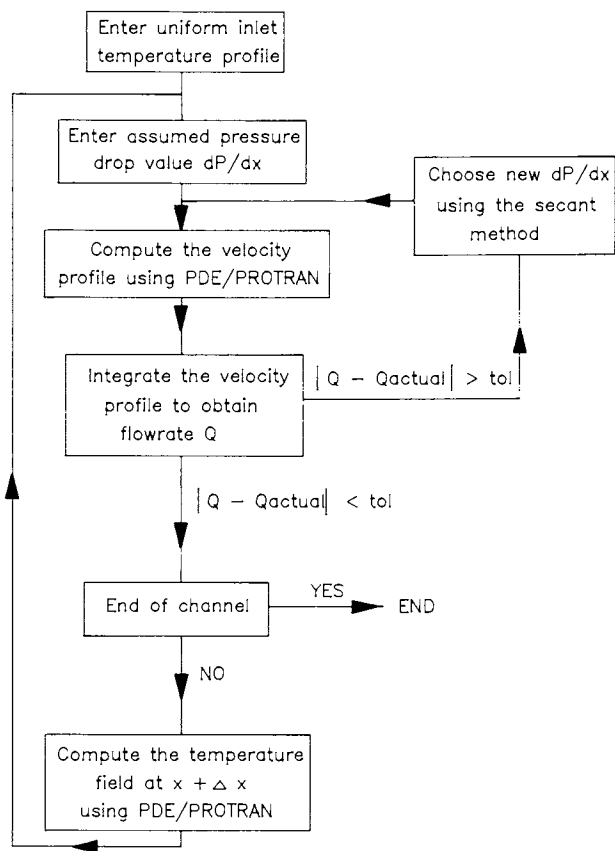 Enter uniform inlet
temperature profile
Enter assumed pressure
drop value dP/dx
Choose new dP/dx
using the secant
method
Compute the velocity
profile using PDE/PROTRAN
Integrate the velocity
profile to obtain
flowrate Q
|Q − Qactual| > tol
|Q − Qactual| < tol
End of channel
YES
END
NO
Compute the temperature
field at x + △ x
using PDE/PROTRAN